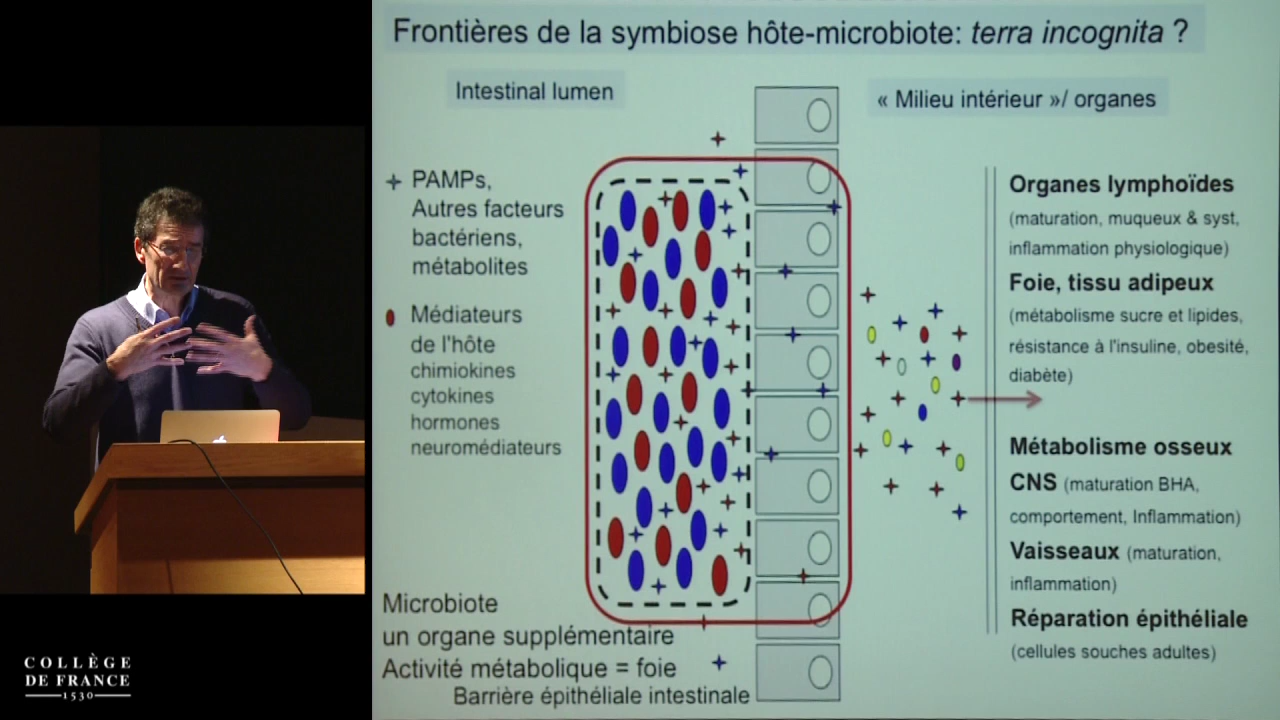 Frontières de la symbiose hôte-microbiote: terra incognita ?
Intestinal lumen
« Milieu intérieur »/ organes
PAMPs,
Autres facteurs
bactériens,
métabolites
Médiateurs
de l'hôte
chimiokines
cytokines
hormones
neuromédiateurs
Microbiote
un organe supplémentaire
Activité métabolique = foie
Barrière épithéliale intestinale
Organes lymphoïdes
(maturation, muqueux & syst,
inflammation physiologique)
Foie, tissu adipeux
(métabolisme sucre et lipides,
résistance à l'insuline, obesité,
diabète)
Métabolisme osseux
CNS (maturation BHA,
comportement, Inflammation)
Vaisseaux (maturation,
inflammation)
Réparation épithéliale
(cellules souches adultes)
COLLÈGE
DE FRANCE
1530